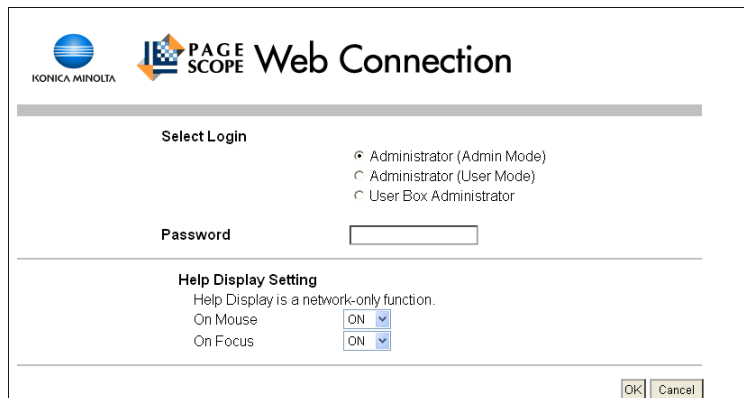 KONICA MINOLTA
PAGE SCOPE Web Connection
Select Login
Administrator (Admin Mode)
Administrator (User Mode)
User Box Administrator
Password
Help Display Setting
Help Display is a network-only function.
On Mouse ON
On Focus ON
OK Cancel